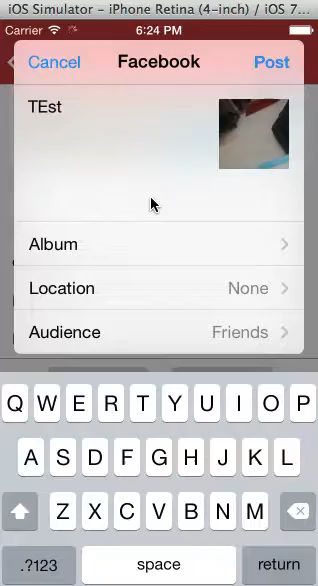 iOS Simulator - iPhone Retina (4-inch) / iOS 7...
Carrier 6:24 PM
Cancel Facebook Post
TEst
Album
Location None
Audience Friends
Q W E R T Y U I O P
A S D F G H J K L
Z X C V B N M
.?123 space return